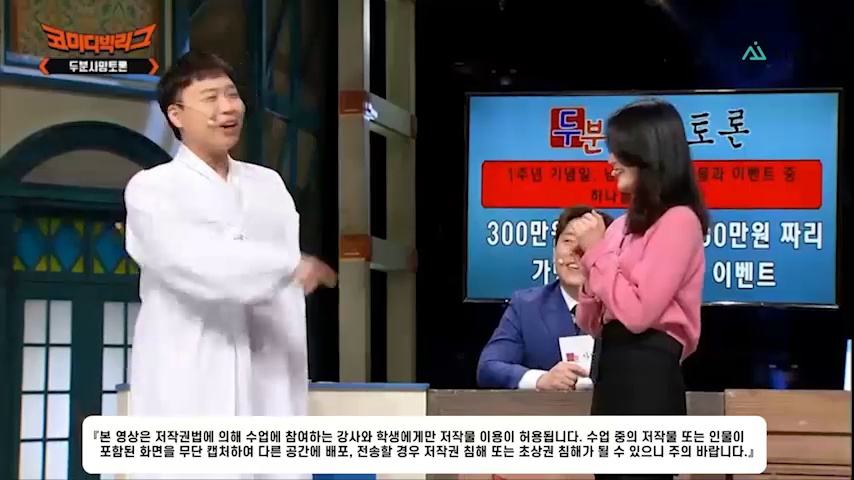 코미디빅리그
두분사망토론
두분 토론
1주년 기념일, 과 이벤트 중
300만원 만원 짜리
이벤트
『본 영상은 저작권법에 의해 수업에 참여하는 강사와 학생에게만 저작물 이용이 허용됩니다. 수업 중의 저작물 또는 인물이
포함된 화면을 무단 캡처하여 다른 공간에 배포, 전송할 경우 저작권 침해 또는 초상권 침해가 될 수 있으니 주의 바랍니다.』